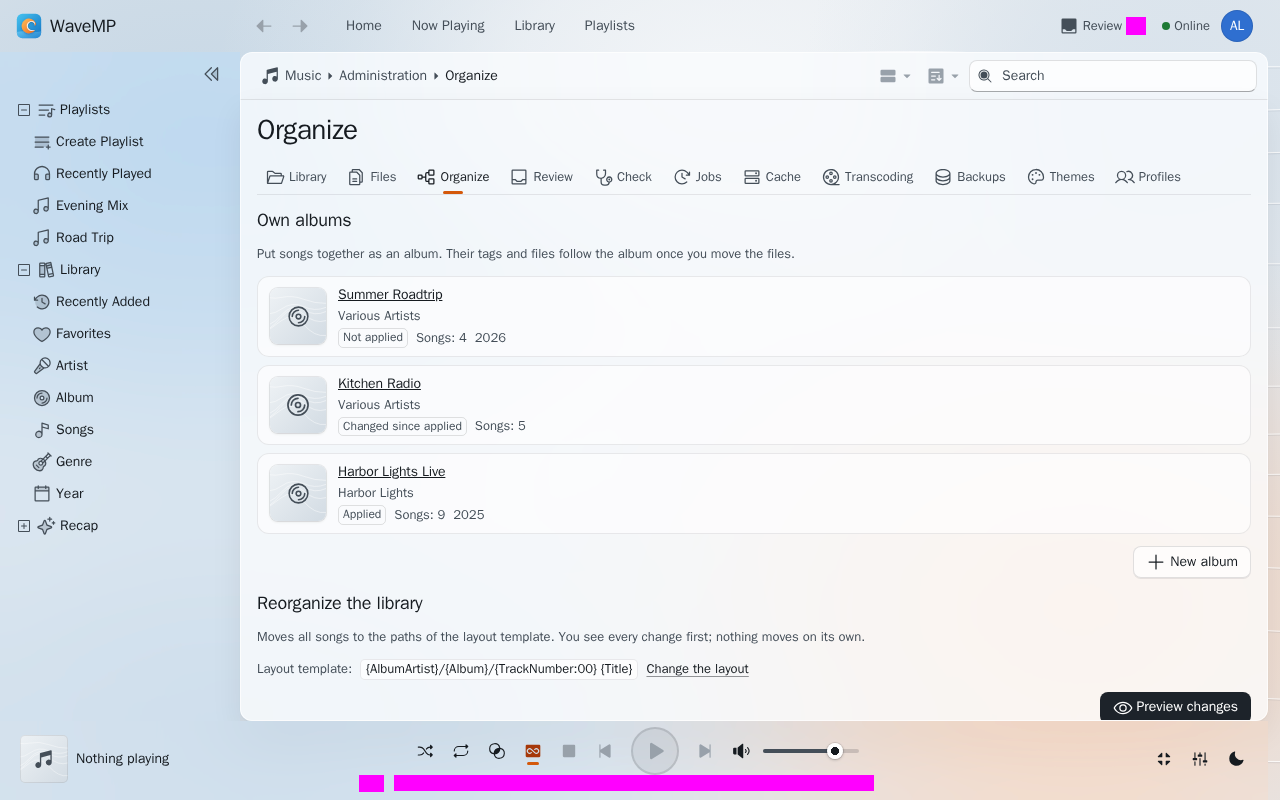 WaveMP
Home
Now Playing
Library
Playlists
Review
Online
AL
Music
Administration
Organize
Search
Playlists
Create Playlist
Recently Played
Evening Mix
Road Trip
Library
Recently Added
Favorites
Artist
Album
Songs
Genre
Year
Recap
Organize
Library
Files
Organize
Review
Check
Jobs
Cache
Transcoding
Backups
Themes
Profiles
Own albums
Put songs together as an album. Their tags and files follow the album once you move the files.
Summer Roadtrip
Various Artists
Not applied Songs: 4 2026
Kitchen Radio
Various Artists
Changed since applied Songs: 5
Harbor Lights Live
Harbor Lights
Applied Songs: 9 2025
New album
Reorganize the library
Moves all songs to the paths of the layout template. You see every change first; nothing moves on its own.
Layout template: {AlbumArtist}/{Album}/{TrackNumber:00} {Title} Change the layout
Preview changes
Nothing playing